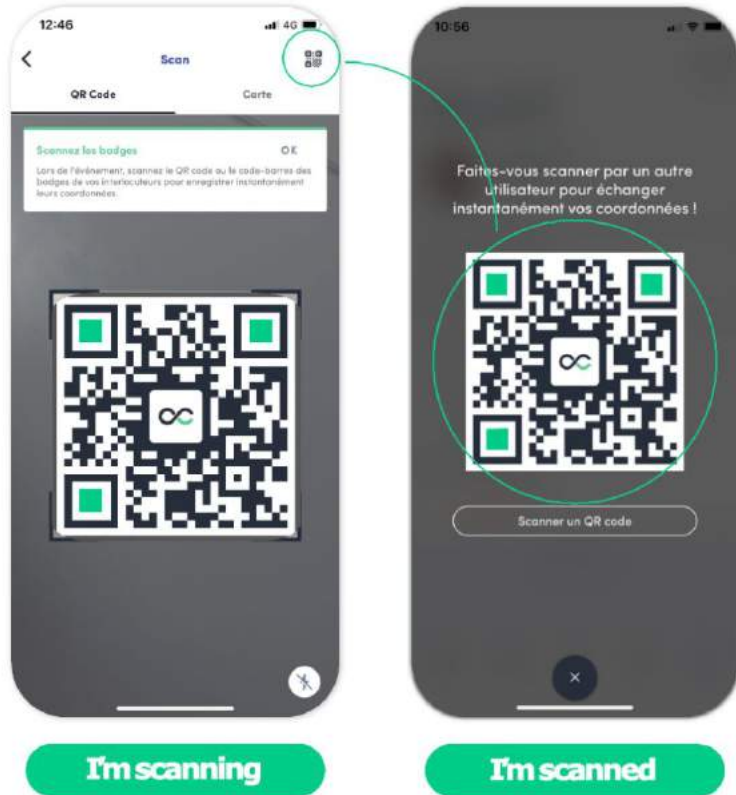 12:46
4G
Scan
QR Code
Carte
Scannez les badges
OK
Lors de l'événement, scannez le QR code ou le code-barres des
badges de vos interlocuteurs pour enregistrer instantanément
leurs coordonnées.
I'm scanning
10:56
Faites-vous scanner par un autre
utilisateur pour échanger
instantanément vos coordonnées !
Scanner un QR code
I'm scanned